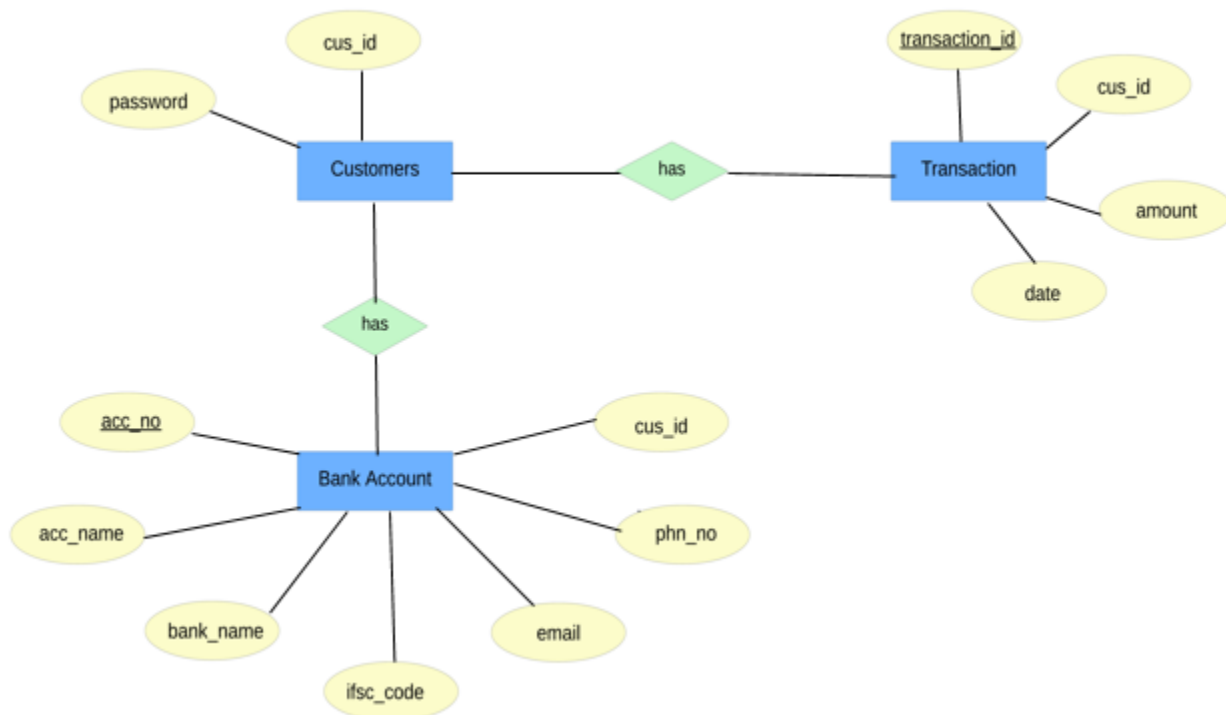 cus_id
transaction_id
password
cus_id
Customers
has
Transaction
amount
date
has
acc_no
cus_id
Bank Account
acc_name
phn_no
bank_name
email
ifsc_code